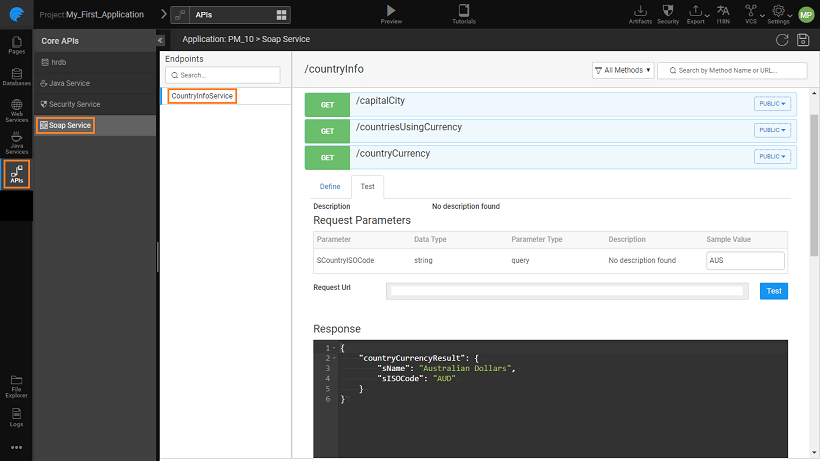 Project:My_First_Application
APIs
Preview
Tutorials
Artifacts
Security
Export
I18N
VCS
Settings
MP
Pages
Databases
Web
Services
Java
Services
APIs
File
Explorer
Logs
Core APIs
hrdb
Java Service
Security Service
Soap Service
Application: PM_10 > Soap Service
Endpoints
Search...
CountryInfoService
/countryInfo
All Methods
Search by Method Name or URL...
GET /capitalCity PUBLIC
GET /countriesUsingCurrency PUBLIC
GET /countryCurrency PUBLIC
Define Test
Description No description found
Request Parameters
Parameter Data Type Parameter Type Description Sample Value
SCountryISOCode string query No description found AUS
Request Url Test
Response
1 {
2 "countryCurrencyResult": {
3 "sName": "Australian Dollars",
4 "sISOCode": "AUD"
5 }
6 }